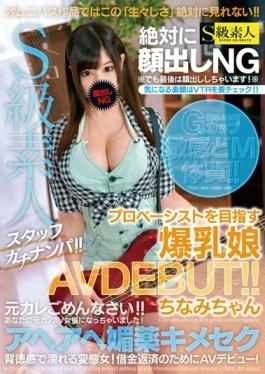 オムニバス作品ではこの「生々しさ」絶対に見れない!!
S級素人
S級素人
絶対に
顔出しNG
※でも最後は顔出ししちゃいます!※
気になる素顔はVTRを要チェック!!
顔出しNG
Gカップ
敏感ドM
体質!!
スタッフ
ガチナンパ!!
プロベーシストを目指す
爆乳娘
AVDEBUT!!
ちなみちゃん
元カレごめんなさい!!
あなたの元カノAV女優になっちゃいました!
アヘアヘ媚薬キメセク
背徳感で濡れる変態女!借金返済のためにAVデビュー!